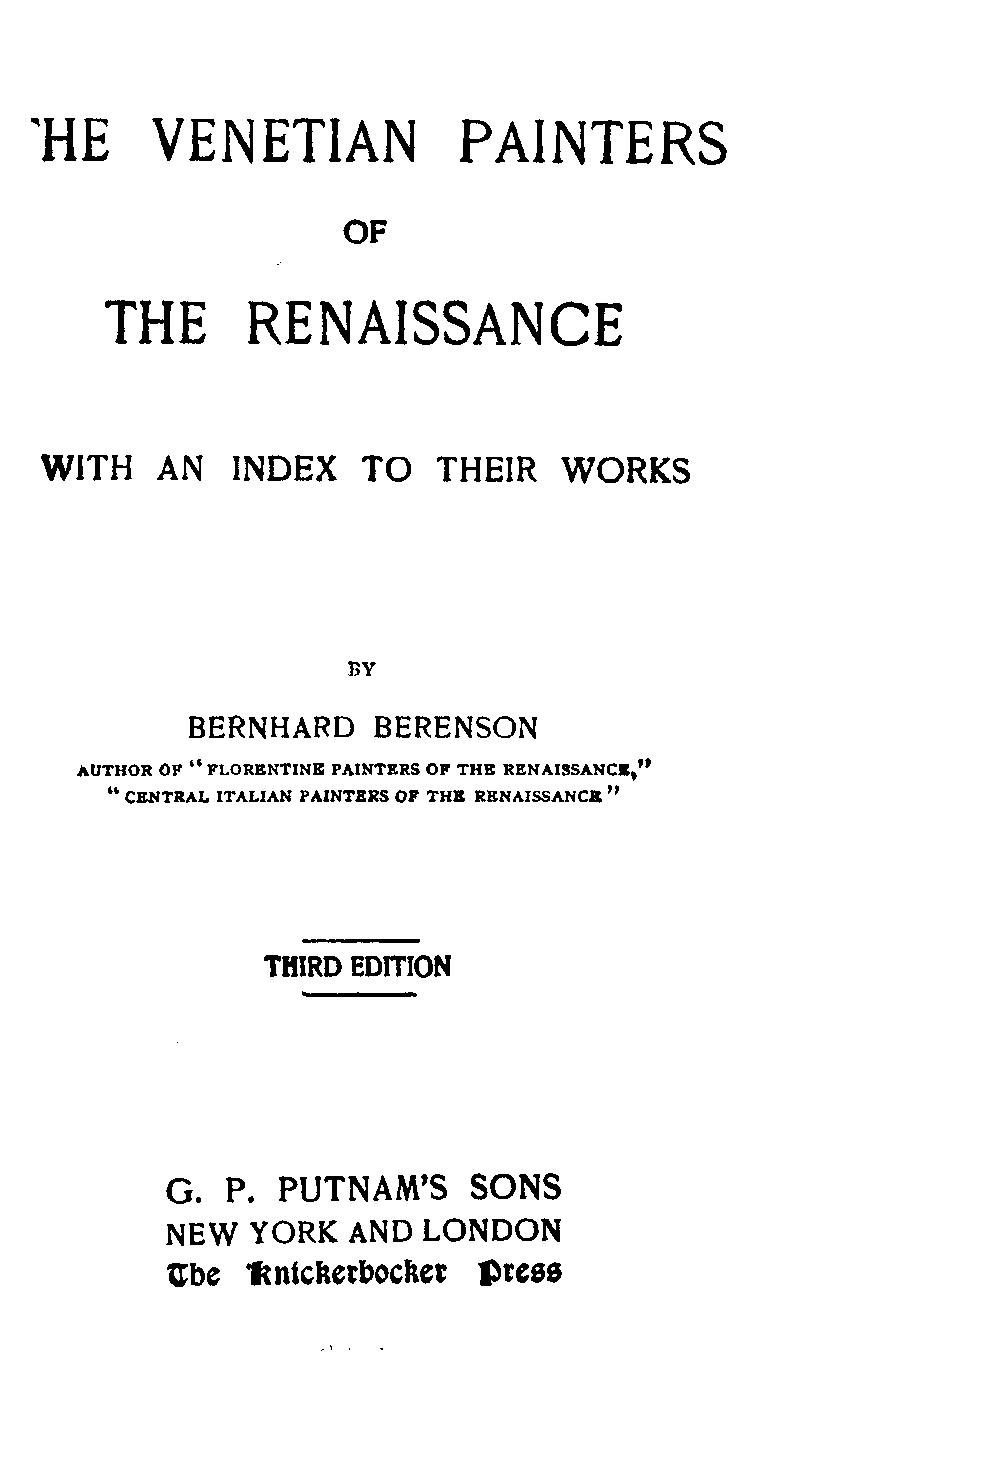 HE VENETIAN PAINTERS
OF
THE RENAISSANCE
WITH AN INDEX TO THEIR WORKS
BY
BERNHARD BERENSON
AUTHOR OF "FLORENTINE PAINTERS OF THE RENAISSANCE,"
"CENTRAL ITALIAN PAINTERS OF THE RENAISSANCE"
THIRD EDITION
G. P. PUTNAM'S SONS
NEW YORK AND LONDON
The Knickerbocker Press